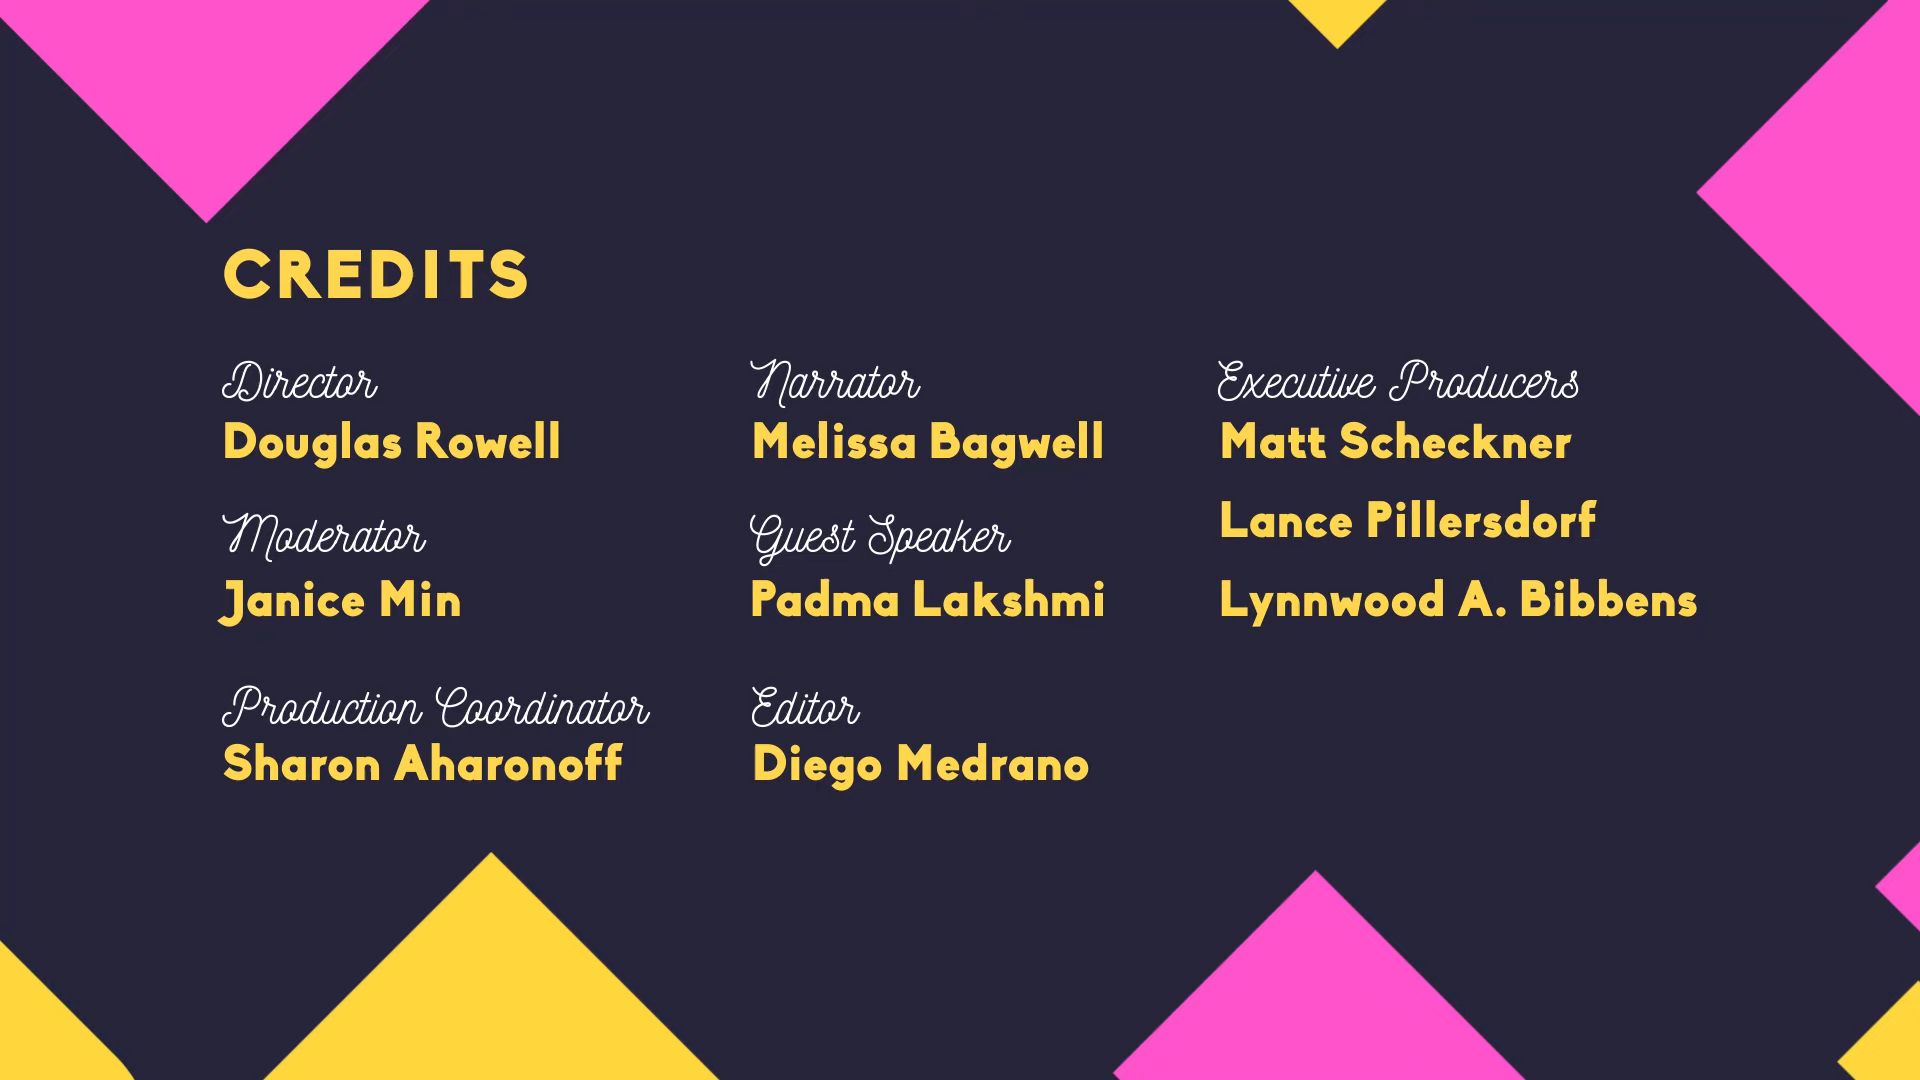 CREDITS
Director
Douglas Rowell
Moderator
Janice Min
Production Coordinator
Sharon Aharonoff
Narrator
Melissa Bagwell
Guest Speaker
Padma Lakshmi
Editor
Diego Medrano
Executive Producers
Matt Scheckner
Lance Pillersdorf
Lynnwood A. Bibbens